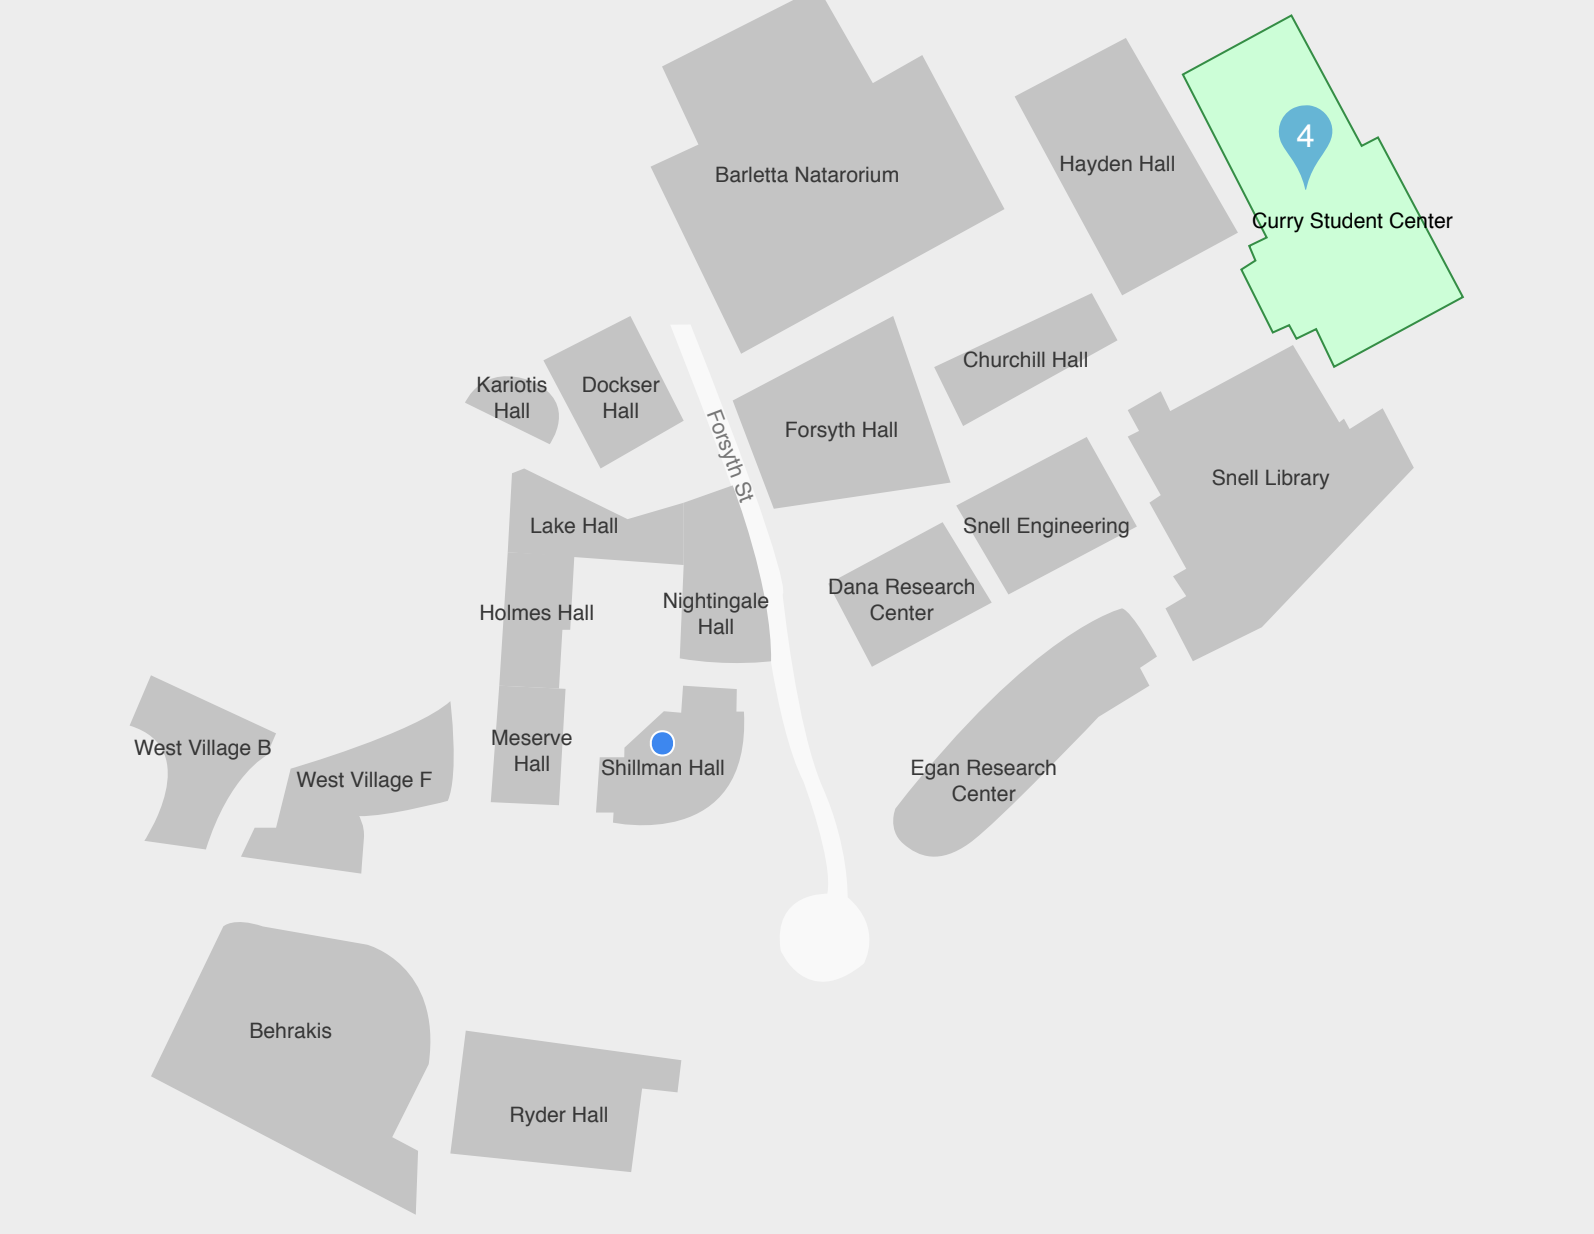 4
Barletta Natarorium
Hayden Hall
Curry Student Center
Churchill Hall
Kariotis
Hall
Dockser
Hall
Forsyth St
Forsyth Hall
Snell Library
Lake Hall
Snell Engineering
Holmes Hall
Nightingale
Hall
Dana Research
Center
West Village B
West Village F
Meserve
Hall
Shillman Hall
Egan Research
Center
Behrakis
Ryder Hall